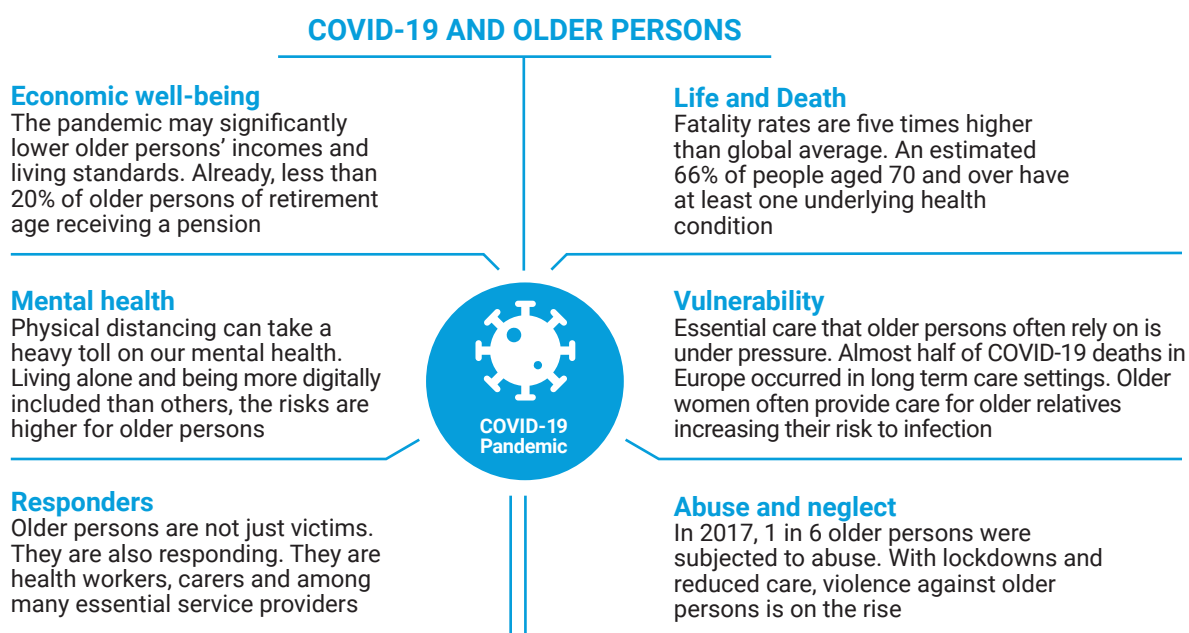 COVID-19 AND OLDER PERSONS
Economic well-being
The pandemic may significantly
lower older persons' incomes and
living standards. Already, less than
20% of older persons of retirement
age receiving a pension
Life and Death
Fatality rates are five times higher
than global average. An estimated
66% of people aged 70 and over have
at least one underlying health
condition
Mental health
Physical distancing can take a
heavy toll on our mental health.
Living alone and being more digitally
included than others, the risks are
higher for older persons
COVID-19
Pandemic
Vulnerability
Essential care that older persons often rely on is
under pressure. Almost half of COVID-19 deaths in
Europe occurred in long term care settings. Older
women often provide care for older relatives
increasing their risk to infection
Responders
Older persons are not just victims.
They are also responding. They are
health workers, carers and among
many essential service providers
Abuse and neglect
In 2017, 1 in 6 older persons were
subjected to abuse. With lockdowns and
reduced care, violence against older
persons is on the rise